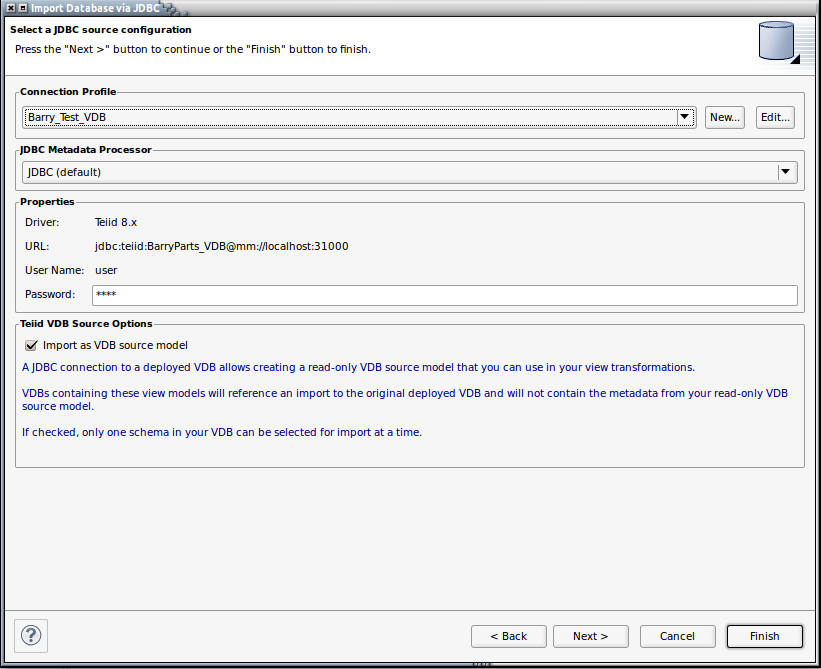 Import Database via JDBC
Select a JDBC source configuration
Press the "Next >" button to continue or the "Finish" button to finish.
Connection Profile
Barry_Test_VDB
New...
Edit...
JDBC Metadata Processor
JDBC (default)
Properties
Driver: Teiid 8.x
URL: jdbc:teiid:BarryParts_VDB@mm://localhost:31000
User Name: user
Password: ****
Teiid VDB Source Options
Import as VDB source model
A JDBC connection to a deployed VDB allows creating a read-only VDB source model that you can use in your view transformations.
VDBs containing these view models will reference an import to the original deployed VDB and will not contain the metadata from your read-only VDB
source model.
If checked, only one schema in your VDB can be selected for import at a time.
?
< Back
Next >
Cancel
Finish